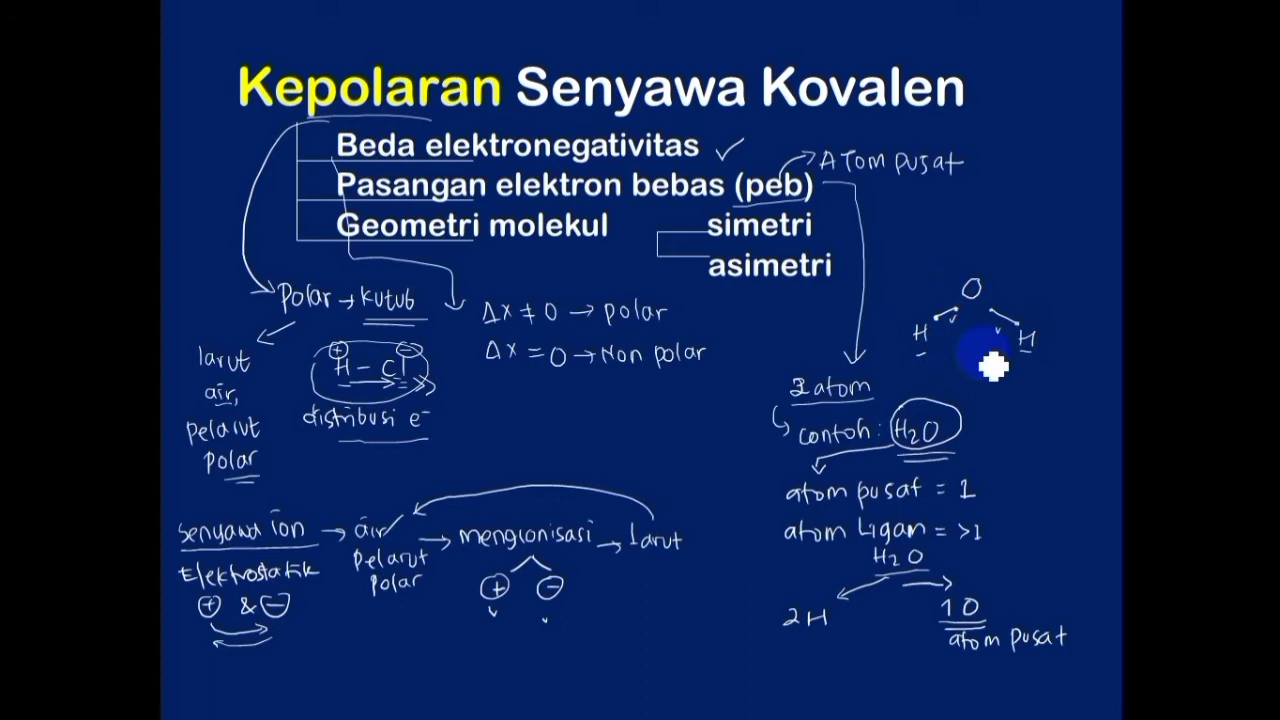 Kepolaran Senyawa Kovalen
Beda elektronegativitas
Pasangan elektron bebas (peb)
ATom pusat
Geometri molekul
simetri
asimetri
Polar → kutub
larut
air,
pelarut
polar
+ -
H - Cl
distribusi e-
Δx ≠ 0 → polar
Δx = 0 → Non polar
O
H H
3 atom
contoh: H2O
atom pusat = 1
atom Ligan = >1
H2O
2H
1 O
atom pusat
senyawa ion → air → mengionisasi → larut
Elektrostatik
pelarut
polar
+ & -
+ -